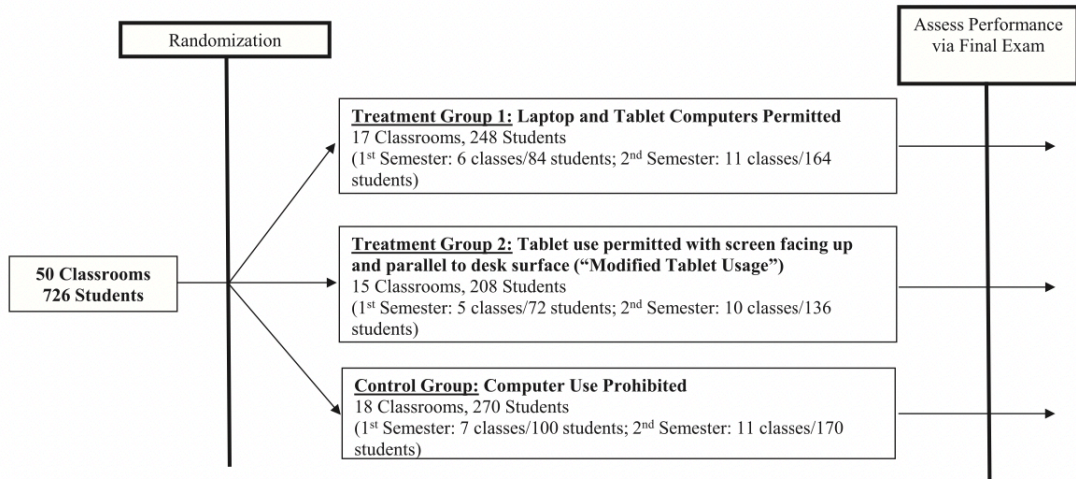 Randomization
Assess Performance
via Final Exam
Treatment Group 1: Laptop and Tablet Computers Permitted
17 Classrooms, 248 Students
(1st Semester: 6 classes/84 students; 2nd Semester: 11 classes/164
students)
50 Classrooms
726 Students
Treatment Group 2: Tablet use permitted with screen facing up
and parallel to desk surface (“Modified Tablet Usage”)
15 Classrooms, 208 Students
(1st Semester: 5 classes/72 students; 2nd Semester: 10 classes/136
students)
Control Group: Computer Use Prohibited
18 Classrooms, 270 Students
(1st Semester: 7 classes/100 students; 2nd Semester: 11 classes/170
students)